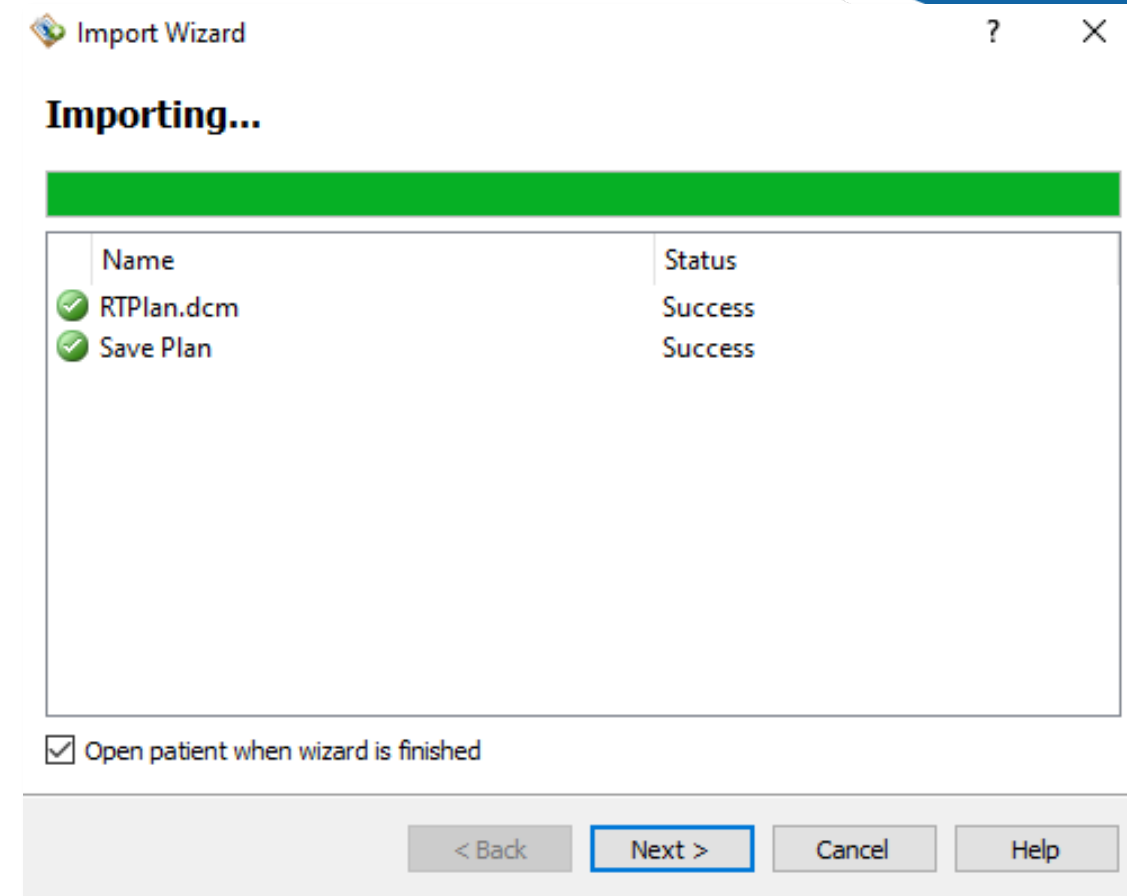 Import Wizard ? ✕
Importing...
Name Status
RTPlan.dcm Success
Save Plan Success
Open patient when wizard is finished
< Back Next > Cancel Help